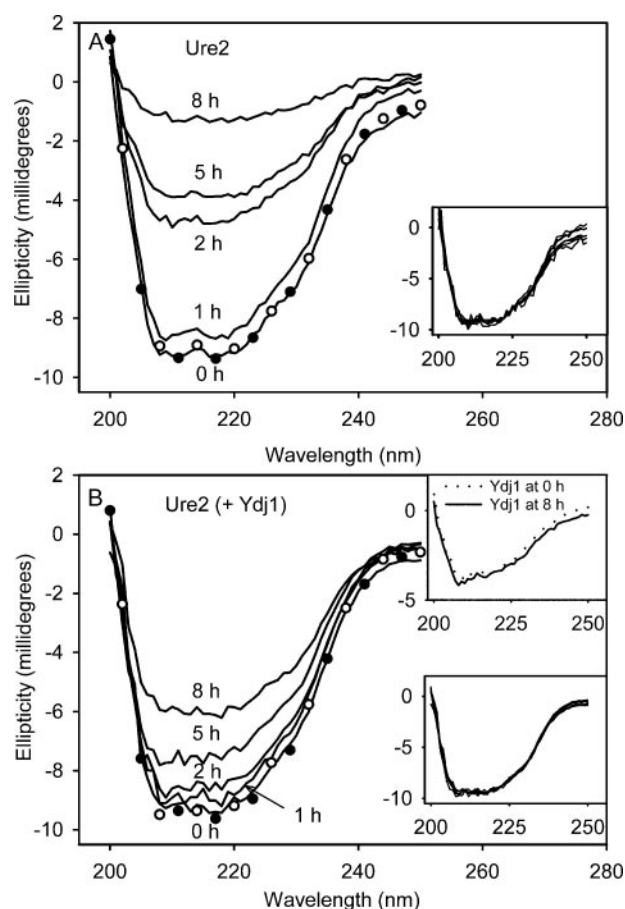 A
Ure2
2
0
-2
-4
-6
-8
-10
Ellipticity (millidegrees)
8 h
5 h
2 h
1 h
0 h
0
-5
-10
200 225 250
200 220 240 260 280
Wavelength (nm)
B
Ure2 (+ Ydj1)
2
0
-2
-4
-6
-8
-10
Ellipticity (millidegrees)
8 h
5 h
2 h
1 h
0 h
Ydj1 at 0 h
Ydj1 at 8 h
0
-5
200 225 250
0
-5
-10
200 225 250
200 220 240 260 280
Wavelength (nm)